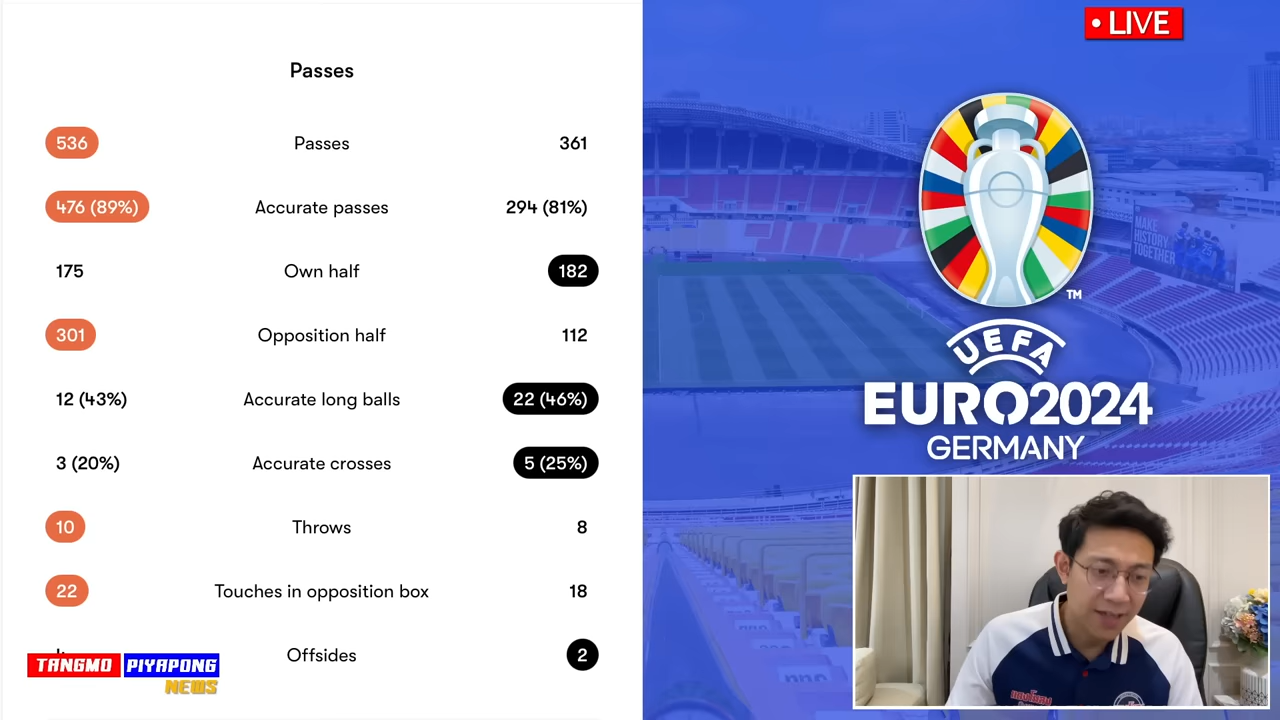 LIVE
Passes
536 Passes 361
476 (89%) Accurate passes 294 (81%)
175 Own half 182
301 Opposition half 112
12 (43%) Accurate long balls 22 (46%)
3 (20%) Accurate crosses 5 (25%)
10 Throws 8
22 Touches in opposition box 18
Offsides 2
TANGMO PIYAPONG
NEWS
MAKE
HISTORY
TOGETHER
TM
UEFA
EURO2024
GERMANY